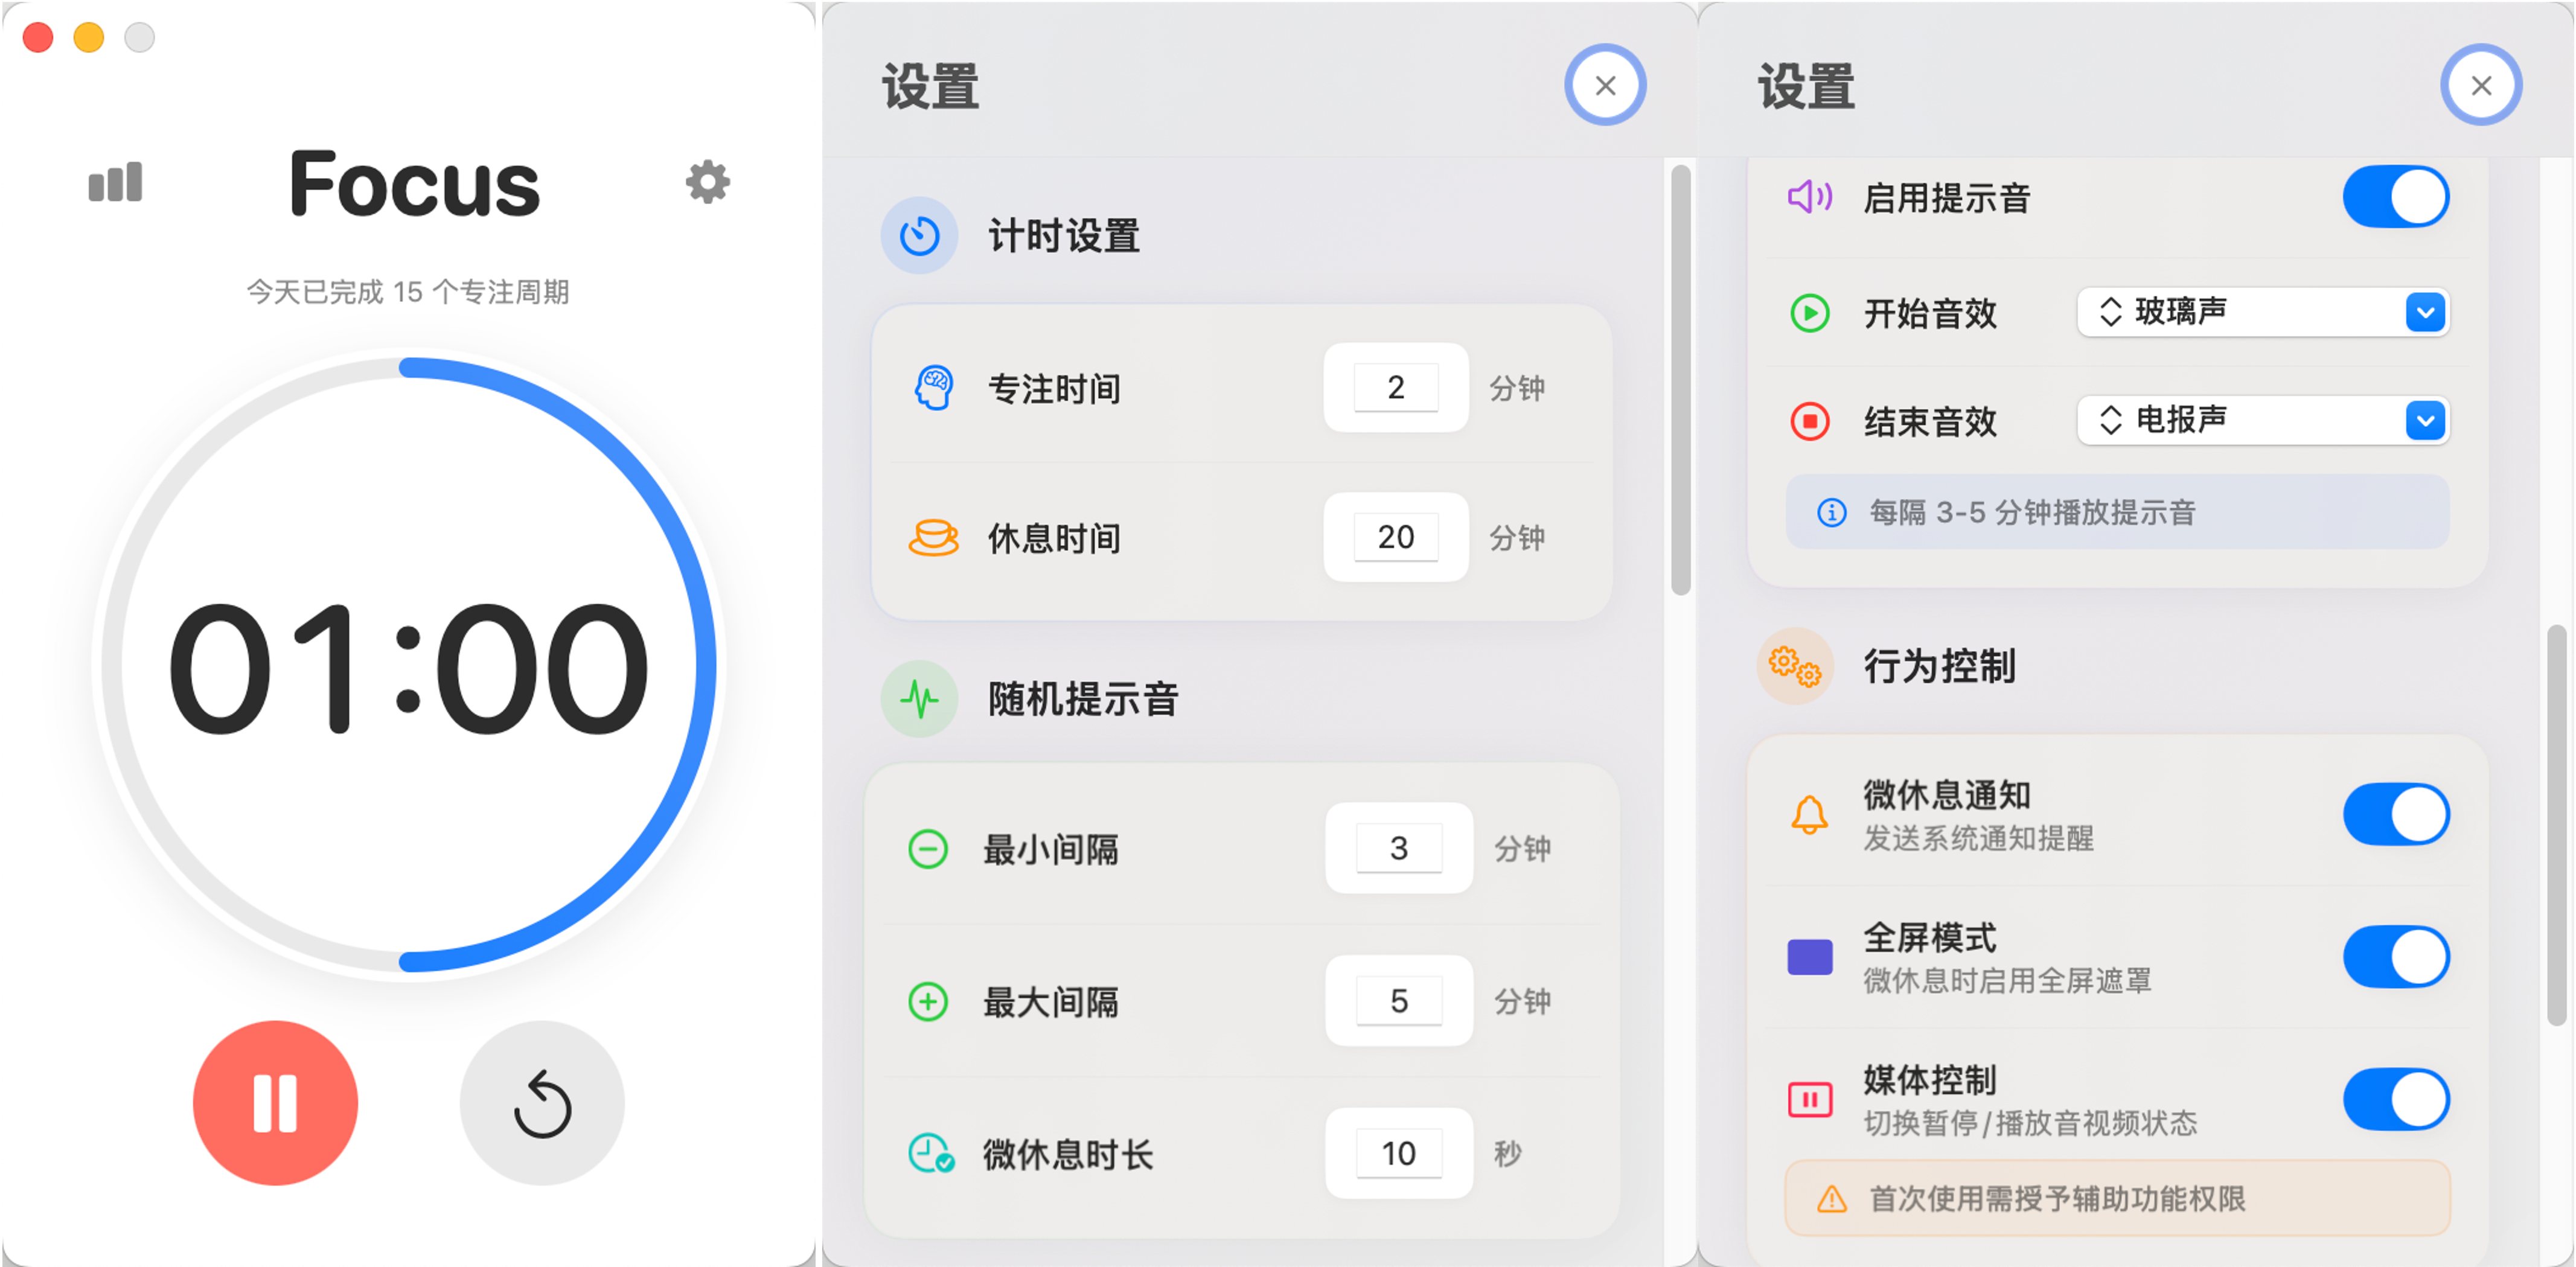 Focus
今天已完成 15 个专注周期
01:00
设置
计时设置
专注时间 2 分钟
休息时间 20 分钟
随机提示音
最小间隔 3 分钟
最大间隔 5 分钟
微休息时长 10 秒
设置
启用提示音
开始音效 玻璃声
结束音效 电报声
每隔 3-5 分钟播放提示音
行为控制
微休息通知
发送系统通知提醒
全屏模式
微休息时启用全屏遮罩
媒体控制
切换暂停/播放音视频状态
首次使用需授予辅助功能权限